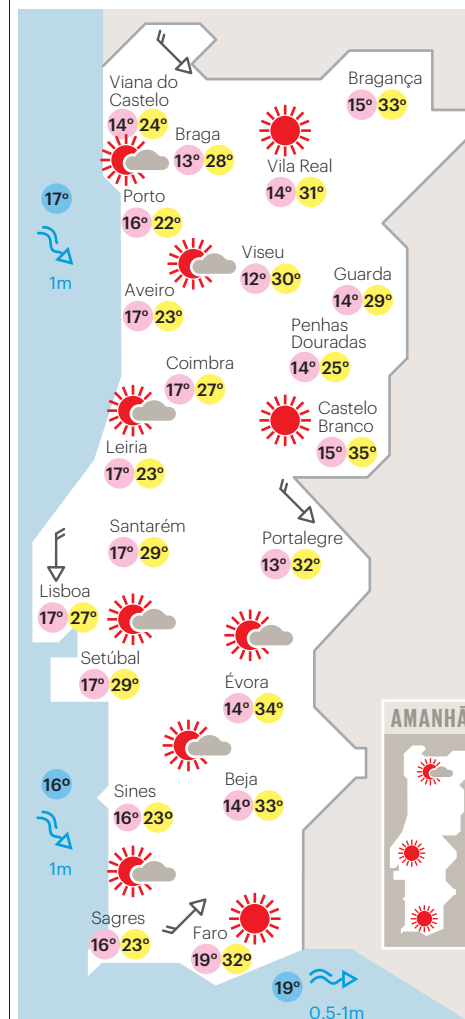 Viana do
Castelo
14º 24º
Bragança
15º 33º
Braga
13º 28º
Vila Real
14º 31º
17º
1m
Porto
16º 22º
Viseu
12º 30º
Guarda
14º 29º
Aveiro
17º 23º
Penhas
Douradas
14º 25º
Coimbra
17º 27º
Castelo
Branco
15º 35º
Leiria
17º 23º
Santarém
17º 29º
Portalegre
13º 32º
Lisboa
17º 27º
Setúbal
17º 29º
Évora
14º 34º
AMANHÃ
16º
1m
Sines
16º 23º
Beja
14º 33º
Sagres
16º 23º
Faro
19º 32º
19º
0,5-1m